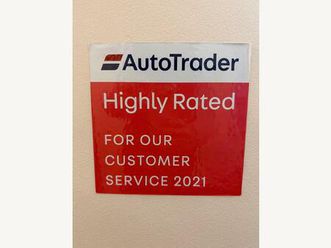 AutoTrader
Highly Rated
FOR OUR
CUSTOMER
SERVICE 2021